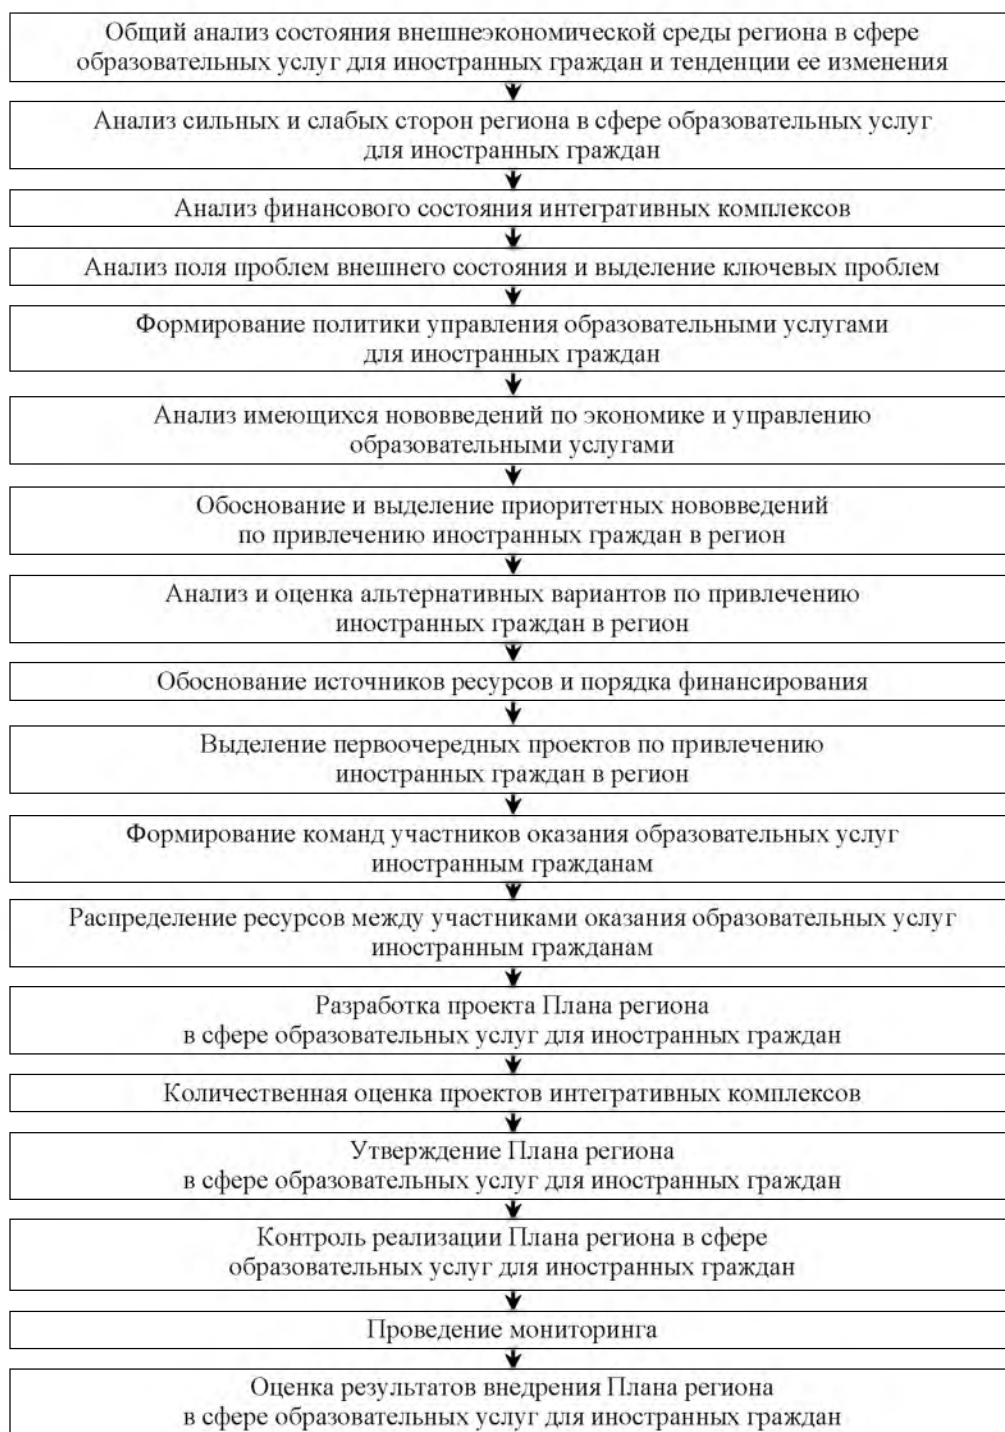 Общий анализ состояния внешнеэкономической среды региона в сфере
образовательных услуг для иностранных граждан и тенденции ее изменения
Анализ сильных и слабых сторон региона в сфере образовательных услуг
для иностранных граждан
Анализ финансового состояния интегративных комплексов
Анализ поля проблем внешнего состояния и выделение ключевых проблем
Формирование политики управления образовательными услугами
для иностранных граждан
Анализ имеющихся нововведений по экономике и управлению
образовательными услугами
Обоснование и выделение приоритетных нововведений
по привлечению иностранных граждан в регион
Анализ и оценка альтернативных вариантов по привлечению
иностранных граждан в регион
Обоснование источников ресурсов и порядка финансирования
Выделение первоочередных проектов по привлечению
иностранных граждан в регион
Формирование команд участников оказания образовательных услуг
иностранным гражданам
Распределение ресурсов между участниками оказания образовательных услуг
иностранным гражданам
Разработка проекта Плана региона
в сфере образовательных услуг для иностранных граждан
Количественная оценка проектов интегративных комплексов
Утверждение Плана региона
в сфере образовательных услуг для иностранных граждан
Контроль реализации Плана региона в сфере
образовательных услуг для иностранных граждан
Проведение мониторинга
Оценка результатов внедрения Плана региона
в сфере образовательных услуг для иностранных граждан